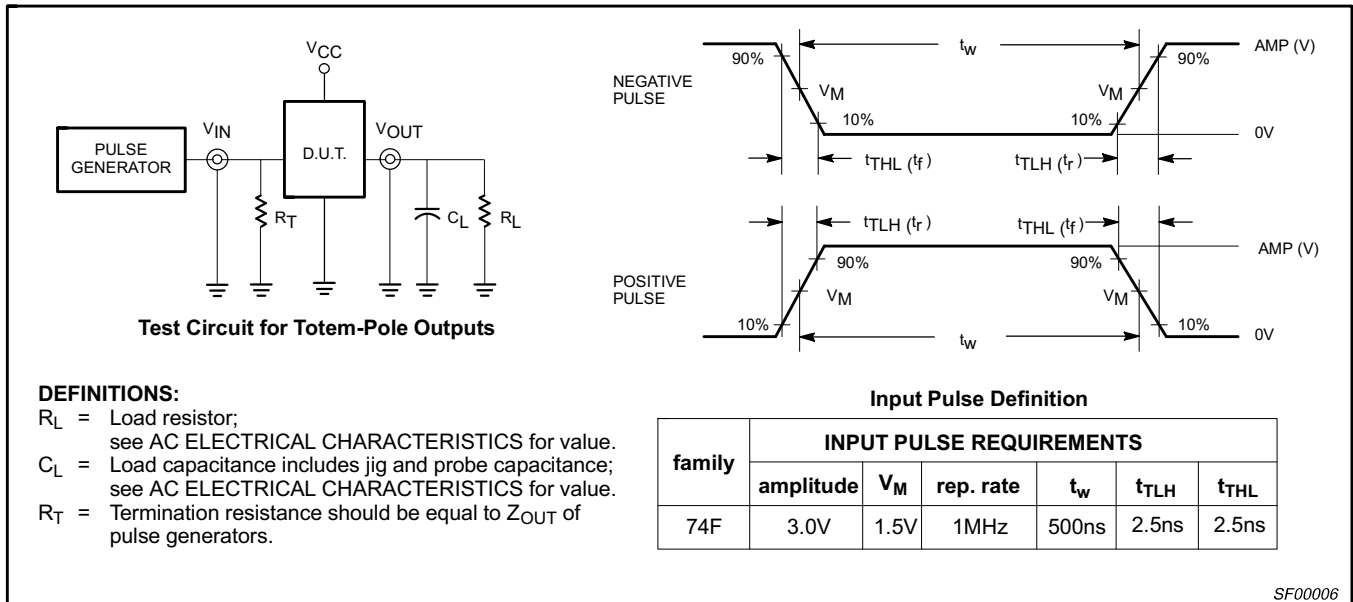 VCC
VIN
VOUT
PULSE
GENERATOR
D.U.T.
RT
CL
RL
Test Circuit for Totem-Pole Outputs
NEGATIVE
PULSE
90%
tw
90%
AMP (V)
VM
VM
10%
10%
0V
tTHL (tf)
tTLH (tr)
tTLH (tr)
tTHL (tf)
AMP (V)
POSITIVE
PULSE
90%
90%
VM
VM
10%
10%
tw
0V
Input Pulse Definition
DEFINITIONS:
RL = Load resistor;
see AC ELECTRICAL CHARACTERISTICS for value.
CL = Load capacitance includes jig and probe capacitance;
see AC ELECTRICAL CHARACTERISTICS for value.
RT = Termination resistance should be equal to ZOUT of
pulse generators.
family INPUT PULSE REQUIREMENTS
amplitude VM rep. rate tw tTLH tTHL
74F 3.0V 1.5V 1MHz 500ns 2.5ns 2.5ns
SF00006